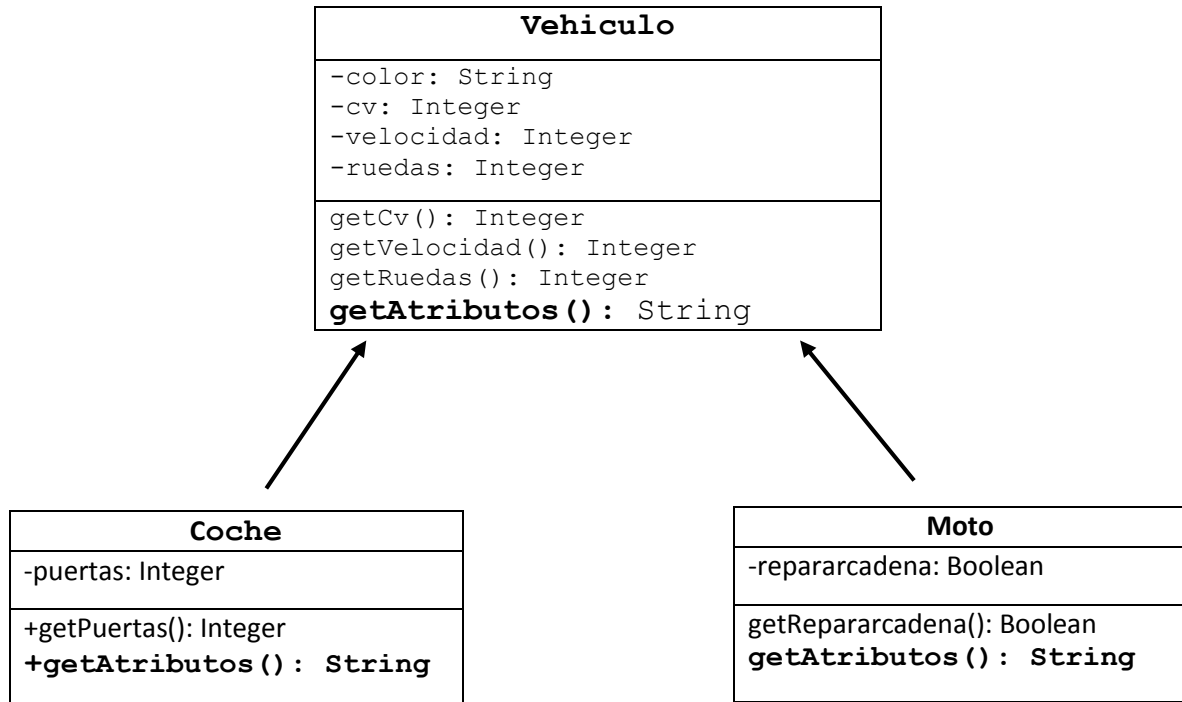 Vehiculo
-color: String
-cv: Integer
-velocidad: Integer
-ruedas: Integer
getCv(): Integer
getVelocidad(): Integer
getRuedas(): Integer
getAtributos(): String
Coche
-puertas: Integer
+getPuertas(): Integer
+getAtributos(): String
Moto
-repararcadena: Boolean
getRepararcadena(): Boolean
getAtributos(): String